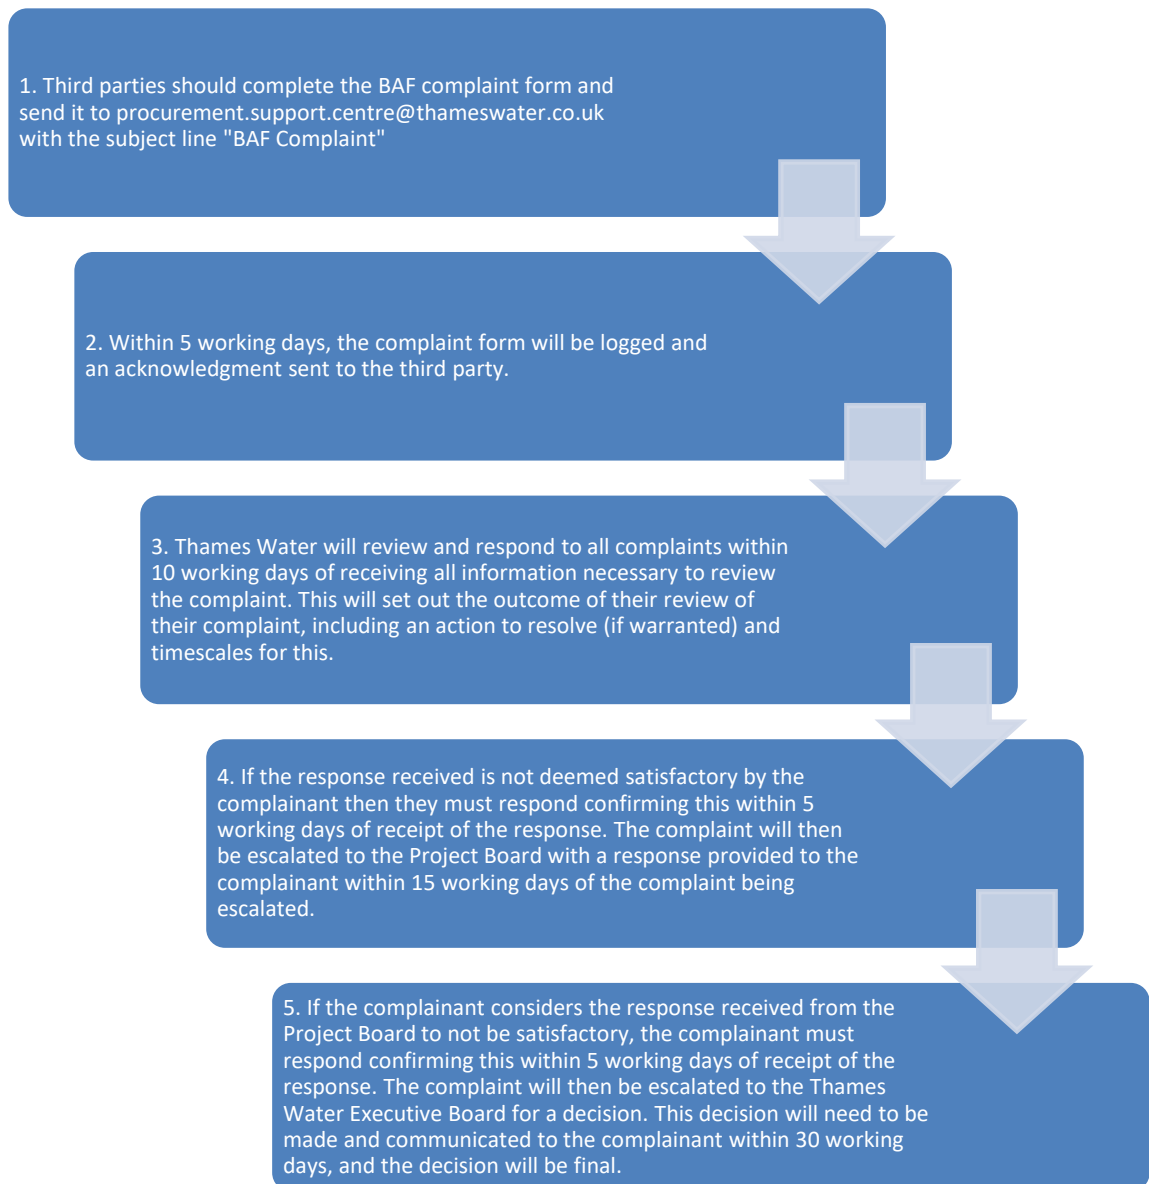 1. Third parties should complete the BAF complaint form and
send it to procurement.support.centre@thameswater.co.uk
with the subject line "BAF Complaint"
2. Within 5 working days, the complaint form will be logged and
an acknowledgment sent to the third party.
3. Thames Water will review and respond to all complaints within
10 working days of receiving all information necessary to review
the complaint. This will set out the outcome of their review of
their complaint, including an action to resolve (if warranted) and
timescales for this.
4. If the response received is not deemed satisfactory by the
complainant then they must respond confirming this within 5
working days of receipt of the response. The complaint will then
be escalated to the Project Board with a response provided to the
complainant within 15 working days of the complaint being
escalated.
5. If the complainant considers the response received from the
Project Board to not be satisfactory, the complainant must
respond confirming this within 5 working days of receipt of the
response. The complaint will then be escalated to the Thames
Water Executive Board for a decision. This decision will need to be
made and communicated to the complainant within 30 working
days, and the decision will be final.